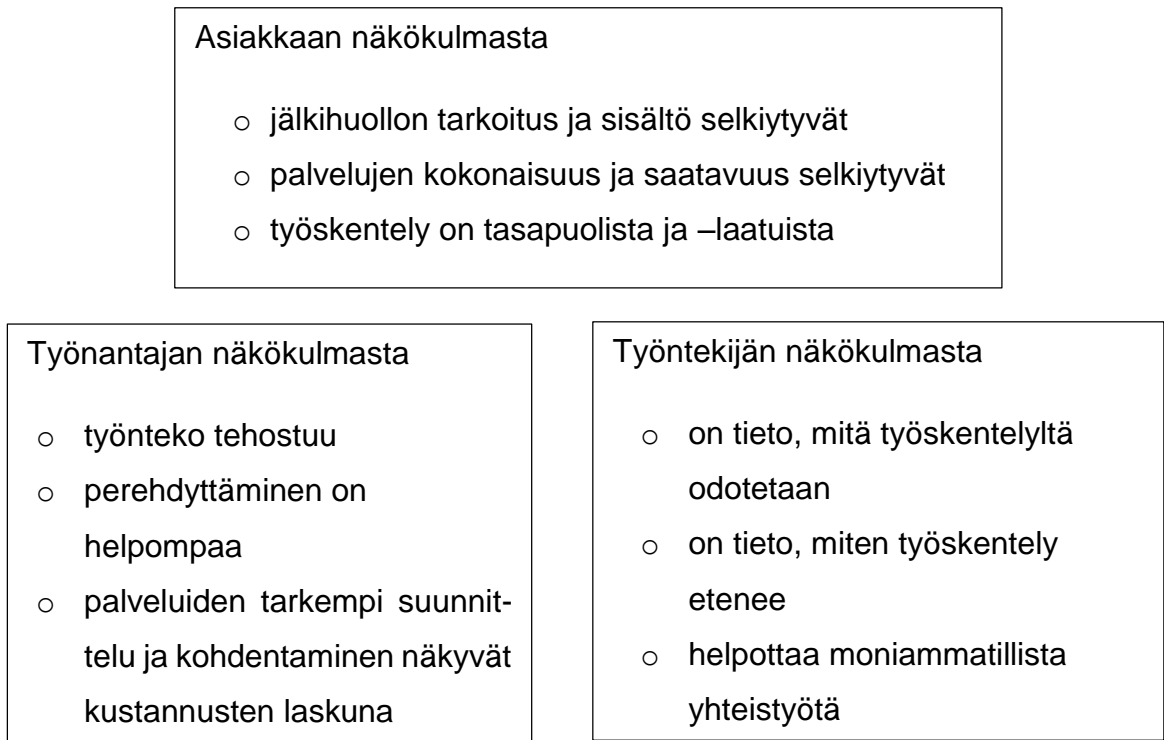 Asiakkaan näkökulmasta
o jälkihuollon tarkoitus ja sisältö selkiytyvät
o palvelujen kokonaisuus ja saatavuus selkiytyvät
o työskentely on tasapuolista ja –laatuista
Työnantajan näkökulmasta
o työnteko tehostuu
o perehdyttäminen on
helpompaa
o palveluiden tarkempi suunnit-
telu ja kohdentaminen näkyvät
kustannusten laskuna
Työntekijän näkökulmasta
o on tieto, mitä työskentelyltä
odotetaan
o on tieto, miten työskentely
etenee
o helpottaa moniammatillista
yhteistyötä